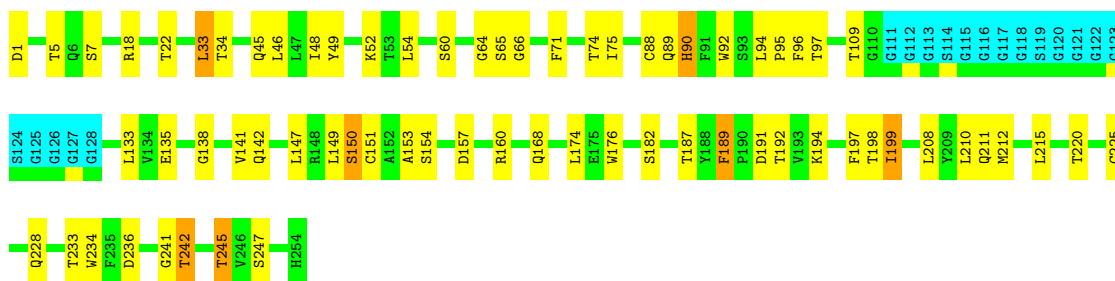 D1 T5 Q6 S7 R18 T22 L33 T34 Q45 L46 L47 I48 Y49 K52 T53 L54 S60 G64 S65 G66 F71 T74 I75 C88 Q89 H90 F91 W92 S93 L94 P95 F96 T97 T109 G110 G111 G112 G113 S114 G115 G116 G117 G118 S119 G120 G121 G122 G123
S124 G125 G126 G127 G128 L133 V134 E135 G138 V141 Q142 L147 R148 L149 S150 C151 A152 A153 S154 D157 R160 Q168 L174 E175 W176 S182 T187 Y188 F189 P190 D191 T192 V193 K194 F197 T198 I199 L208 Y209 L210 Q211 M212 L215 T220
Q228 T233 W234 F235 D236 G241 T242 T245 V246 S247 H254